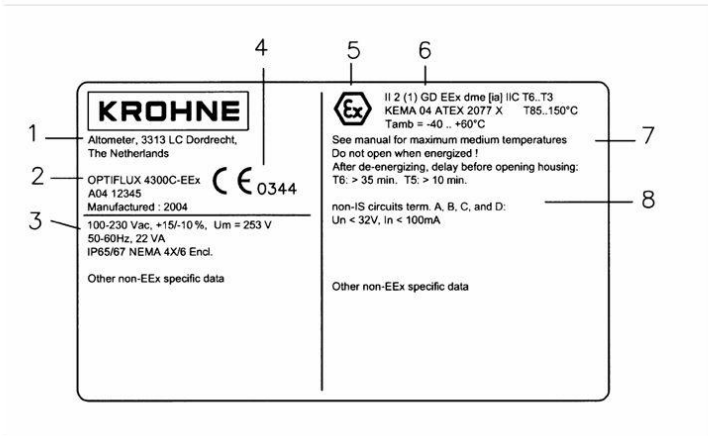 4
5
6
KROHNE
1
Altometer, 3313 LC Dordrecht,
The Netherlands
2
OPTIFLUX 4300C-EEx
A04 12345
Manufactured : 2004
CE 0344
3
100-230 Vac, +15/-10%, Um = 253 V
50-60Hz, 22 VA
IP65/67 NEMA 4X/6 Encl.
Other non-EEx specific data
Ex
II 2 (1) GD EEx dme [ia] IIC T6..T3
KEMA 04 ATEX 2077 X T85..150°C
Tamb = -40 .. +60°C
See manual for maximum medium temperatures
7
Do not open when energized !
After de-energizing, delay before opening housing:
T6: > 35 min. T5: > 10 min.
8
non-IS circuits term. A, B, C, and D:
Un < 32V, In < 100mA
Other non-EEx specific data